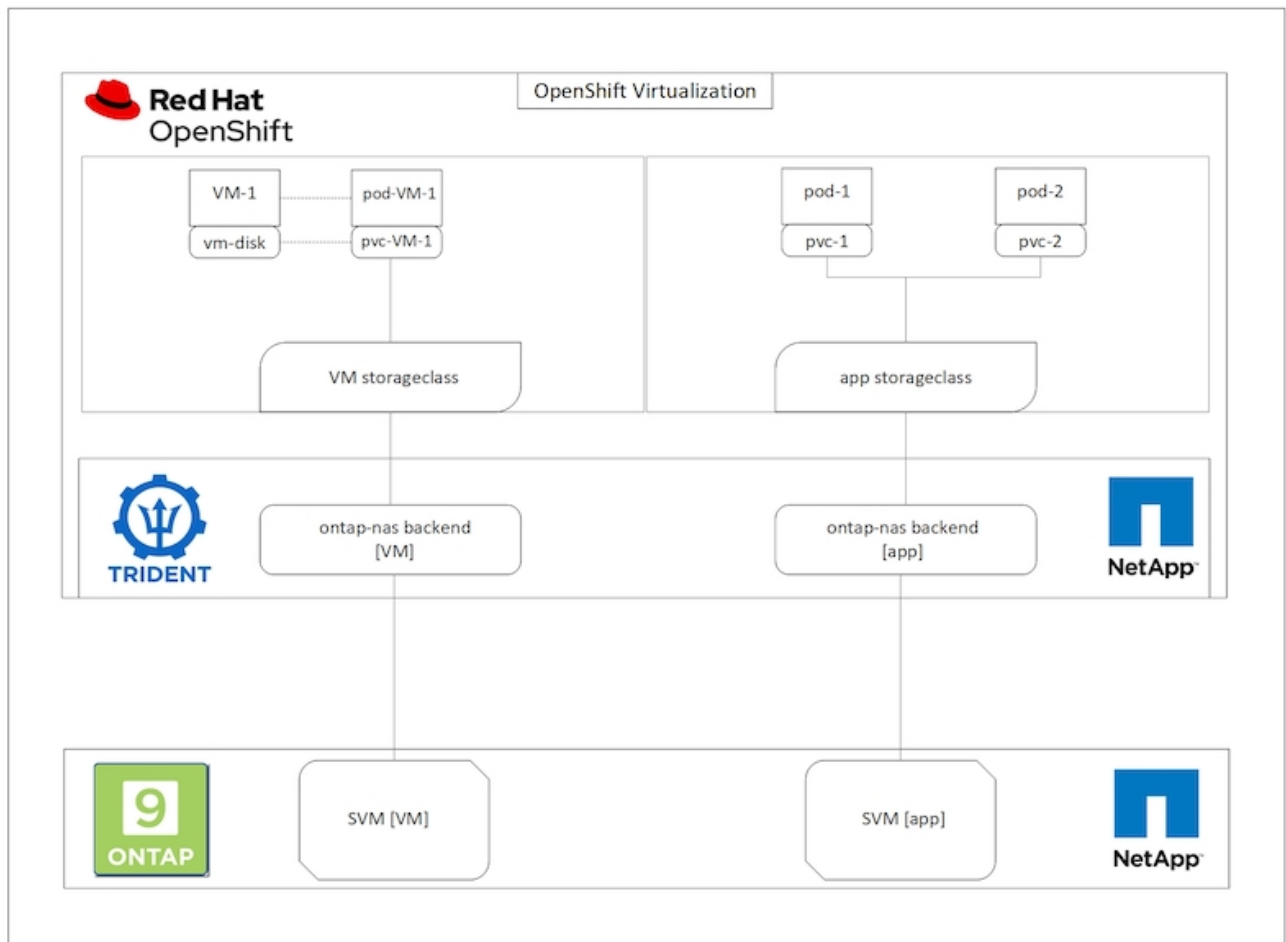 Red Hat
OpenShift
OpenShift Virtualization
VM-1
pod-VM-1
vm-disk
pvc-VM-1
pod-1
pod-2
pvc-1
pvc-2
VM storageclass
app storageclass
TRIDENT
ontap-nas backend
[VM]
ontap-nas backend
[app]
NetApp™
9
ONTAP
SVM [VM]
SVM [app]
NetApp™